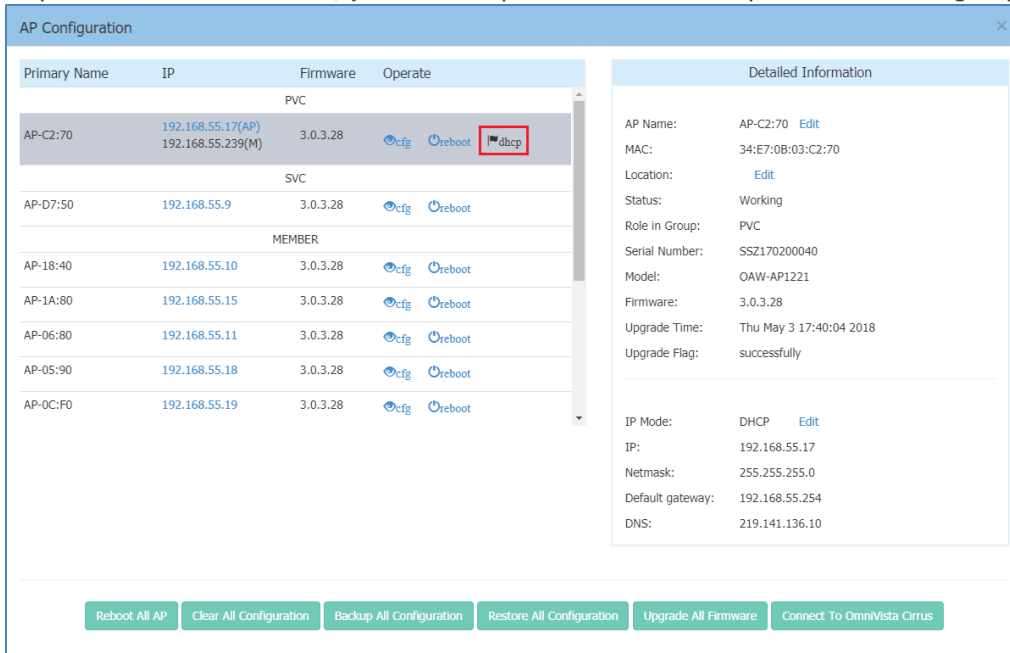 AP Configuration
Primary Name IP Firmware Operate
PVC
AP-C2:70 192.168.55.17(AP) 192.168.55.239(M) 3.0.3.28 cfg reboot dhcp
SVC
AP-D7:50 192.168.55.9 3.0.3.28 cfg reboot
MEMBER
AP-18:40 192.168.55.10 3.0.3.28 cfg reboot
AP-1A:80 192.168.55.15 3.0.3.28 cfg reboot
AP-06:80 192.168.55.11 3.0.3.28 cfg reboot
AP-05:90 192.168.55.18 3.0.3.28 cfg reboot
AP-0C:F0 192.168.55.19 3.0.3.28 cfg reboot
Detailed Information
AP Name: AP-C2:70 Edit
MAC: 34:E7:0B:03:C2:70
Location: Edit
Status: Working
Role in Group: PVC
Serial Number: SSZ170200040
Model: OAW-AP1221
Firmware: 3.0.3.28
Upgrade Time: Thu May 3 17:40:04 2018
Upgrade Flag: successfully
IP Mode: DHCP Edit
IP: 192.168.55.17
Netmask: 255.255.255.0
Default gateway: 192.168.55.254
DNS: 219.141.136.10
Reboot All AP Clear All Configuration Backup All Configuration Restore All Configuration Upgrade All Firmware Connect To OmniVista Cirrus